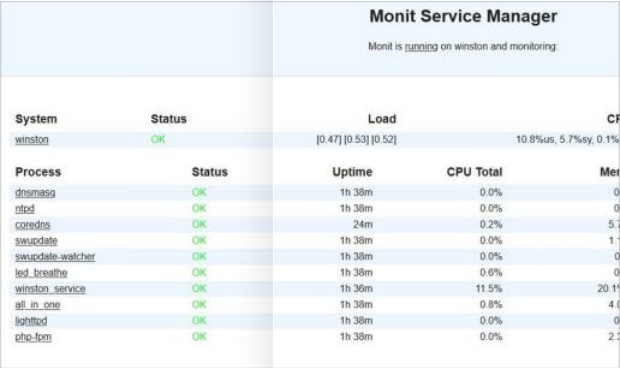 Monit Service Manager
Monit is running on winston and monitoring:
System Status Load
winston OK [0.47] [0.53] [0.52] 10.8%us, 5.7%sy, 0.1%
Process Status Uptime CPU Total
dnsmasq OK 1h 38m 0.0%
ntpd OK 1h 38m 0.0%
coredns OK 24m 0.2%
swupdate OK 1h 38m 0.0%
swupdate-watcher OK 1h 38m 0.0%
led_breathe OK 1h 38m 0.6%
winston_service OK 1h 36m 11.5% 20.1%
all_in_one OK 1h 38m 0.8%
lighttpd OK 1h 38m 0.0%
php-fpm OK 1h 38m 0.0%